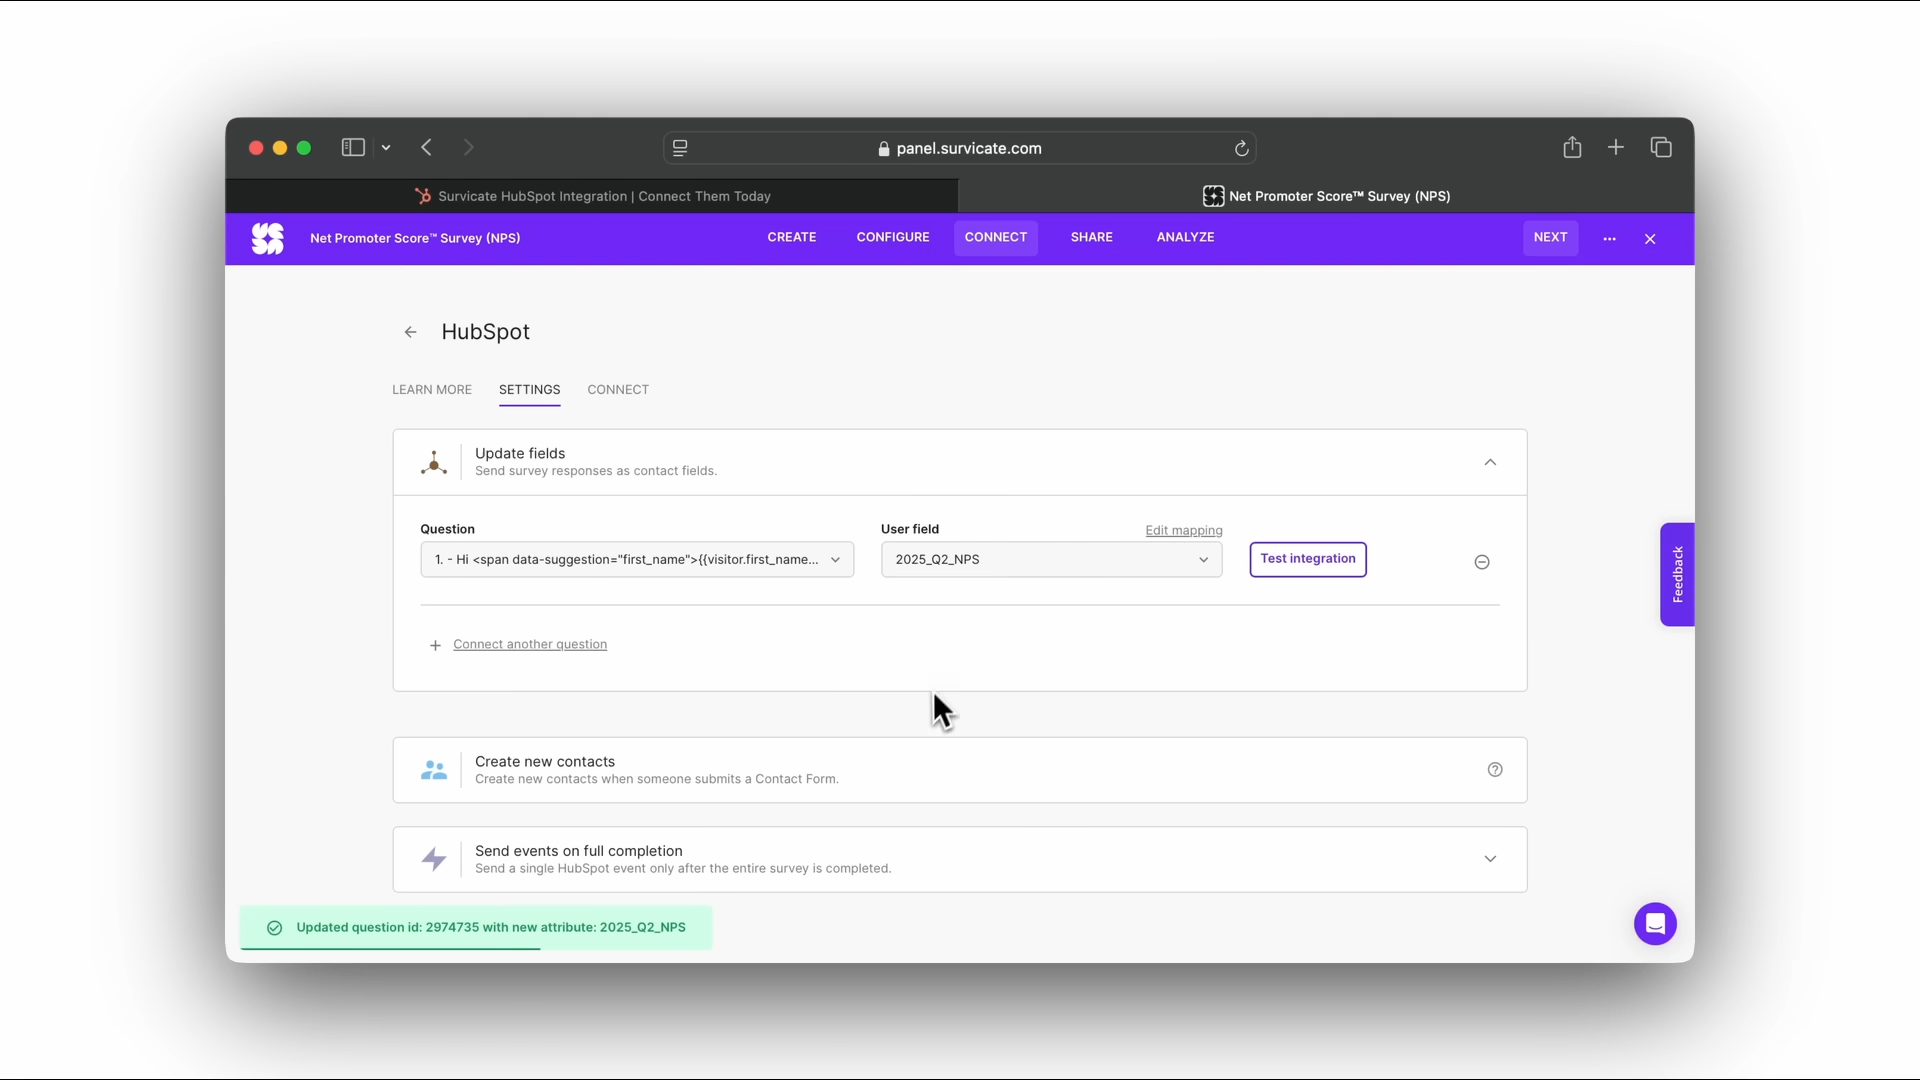 panel.survicate.com
Survicate HubSpot Integration | Connect Them Today
Net Promoter Score™ Survey (NPS)
Net Promoter Score™ Survey (NPS)
CREATE
CONFIGURE
CONNECT
SHARE
ANALYZE
NEXT
HubSpot
LEARN MORE
SETTINGS
CONNECT
Update fields
Send survey responses as contact fields.
Question
User field
Edit mapping
1. - Hi <span data-suggestion="first_name">{{visitor.first_name...
2025_Q2_NPS
Test integration
Feedback
Connect another question
Create new contacts
Create new contacts when someone submits a Contact Form.
Send events on full completion
Send a single HubSpot event only after the entire survey is completed.
Updated question id: 2974735 with new attribute: 2025_Q2_NPS